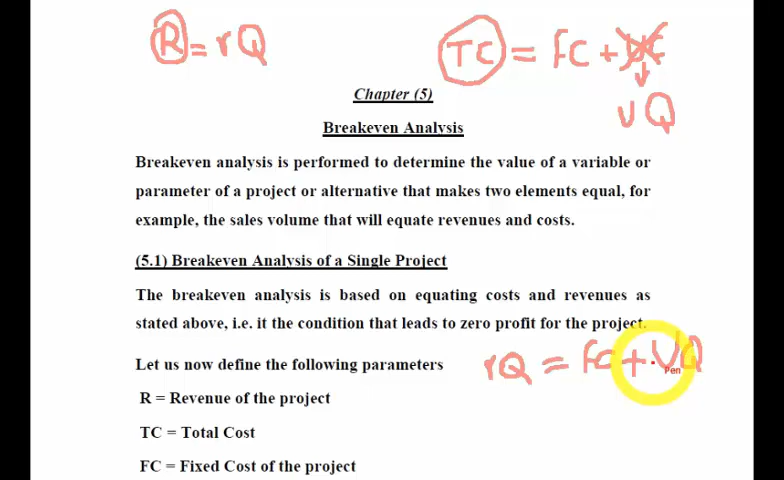 R = rQ
TC = FC + VC
vQ
Chapter (5)
Breakeven Analysis
Breakeven analysis is performed to determine the value of a variable or
parameter of a project or alternative that makes two elements equal, for
example, the sales volume that will equate revenues and costs.
(5.1) Breakeven Analysis of a Single Project
The breakeven analysis is based on equating costs and revenues as
stated above, i.e. it the condition that leads to zero profit for the project.
rQ = FC + vQ
Pen
Let us now define the following parameters
R = Revenue of the project
TC = Total Cost
FC = Fixed Cost of the project